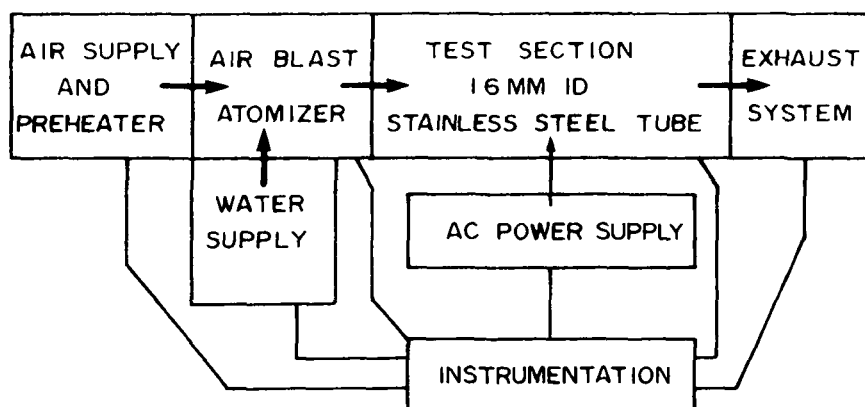 AIR SUPPLY
AND
PREHEATER
AIR BLAST
ATOMIZER
TEST SECTION
16 MM ID
STAINLESS STEEL TUBE
EXHAUST
SYSTEM
WATER
SUPPLY
AC POWER SUPPLY
INSTRUMENTATION